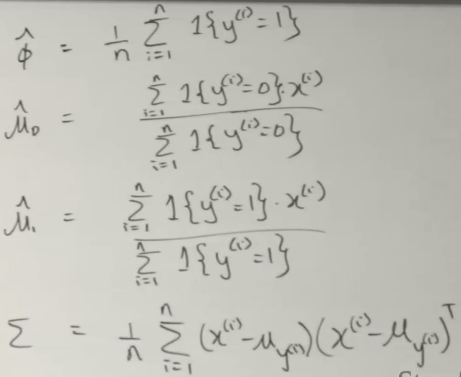 φ̂ = 1/n Σ_{i=1}^{n} 1{y^{(i)}=1}
μ̂₀ = Σ_{i=1}^{n} 1{y^{(i)}=0}·x^{(i)} / Σ_{i=1}^{n} 1{y^{(i)}=0}
μ̂₁ = Σ_{i=1}^{n} 1{y^{(i)}=1}·x^{(i)} / Σ_{i=1}^{n} 1{y^{(i)}=1}
Σ = 1/n Σ_{i=1}^{n} (x^{(i)}-μ_{y^{(i)}})(x^{(i)}-μ_{y^{(i)}})^T